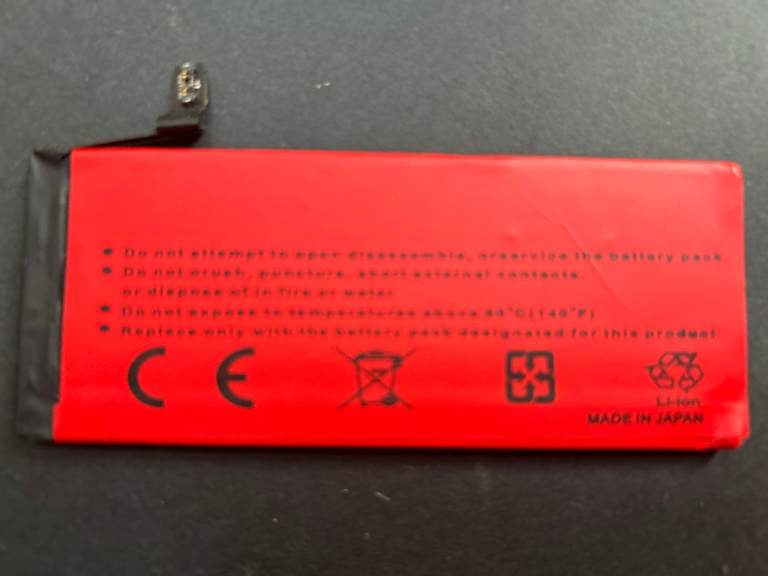 • Do not attempt to open disassemble, orservice the battery pack.
• Do not crush, puncture, short external contacts,
or dispose of in fire or water.
• Do not expose to temperatures above 60°C(140°F)
• Replace only with the battery pack designated for this product
CE
Li-ion
MADE IN JAPAN